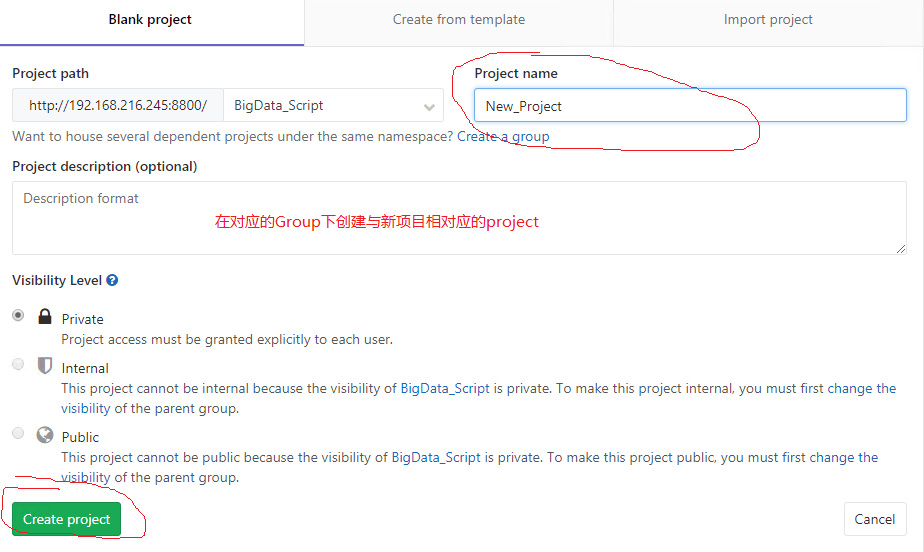 Blank project
Create from template
Import project
Project path
Project name
http://192.168.216.245:8800/
BigData_Script
New_Project
Want to house several dependent projects under the same namespace? Create a group
Project description (optional)
Description format
在对应的Group下创建与新项目相对应的project
Visibility Level ?
Private
Project access must be granted explicitly to each user.
Internal
This project cannot be internal because the visibility of BigData_Script is private. To make this project internal, you must first change the
visibility of the parent group.
Public
This project cannot be public because the visibility of BigData_Script is private. To make this project public, you must first change the
visibility of the parent group.
Create project
Cancel